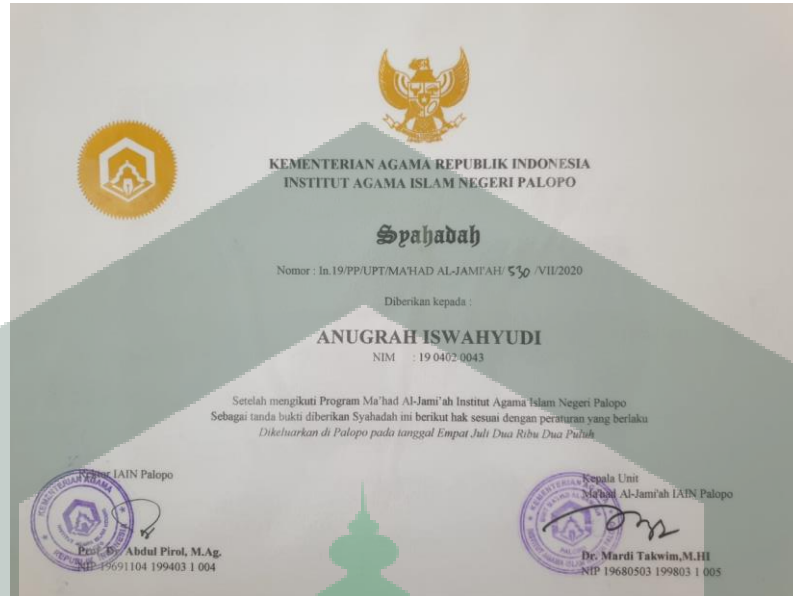 KEMENTERIAN AGAMA REPUBLIK INDONESIA
INSTITUT AGAMA ISLAM NEGERI PALOPO
Syahadah
Nomor : In.19/PP/UPT/MA'HAD AL-JAMI'AH/ 530 /VII/2020
Diberikan kepada :
ANUGRAH ISWAHYUDI
NIM : 19 0402 0043
Setelah mengikuti Program Ma'had Al-Jami'ah Institut Agama Islam Negeri Palopo
Sebagai tanda bukti diberikan Syahadah ini berikut hak sesuai dengan peraturan yang berlaku
Dikeluarkan di Palopo pada tanggal Empat Juli Dua Ribu Dua Puluh
Rektor IAIN Palopo
Prof. Dr. Abdul Pirol, M.Ag.
NIP 19691104 199403 1 004
Kepala Unit
Ma'had Al-Jami'ah IAIN Palopo
Dr. Mardi Takwim,M.HI
NIP 19680503 199803 1 005